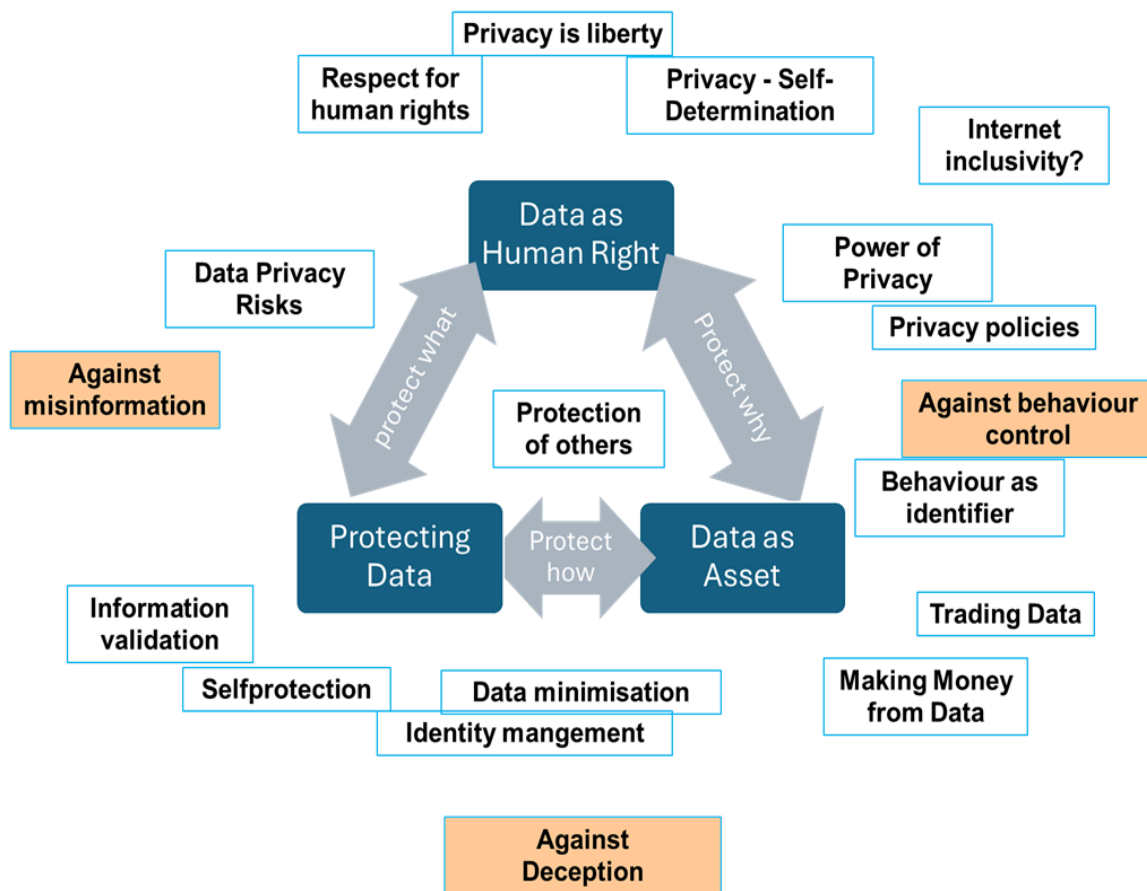 Privacy is liberty
Respect for
human rights
Privacy - Self-
Determination
Internet
inclusivity?
Data as
Human Right
Power of
Privacy
Data Privacy
Risks
Privacy policies
protect what
Protect why
Against
misinformation
Against behaviour
control
Protection
of others
Behaviour as
identifier
Protecting
Data
Protect
how
Data as
Asset
Information
validation
Trading Data
Selfprotection
Data minimisation
Making Money
from Data
Identity mangement
Against
Deception